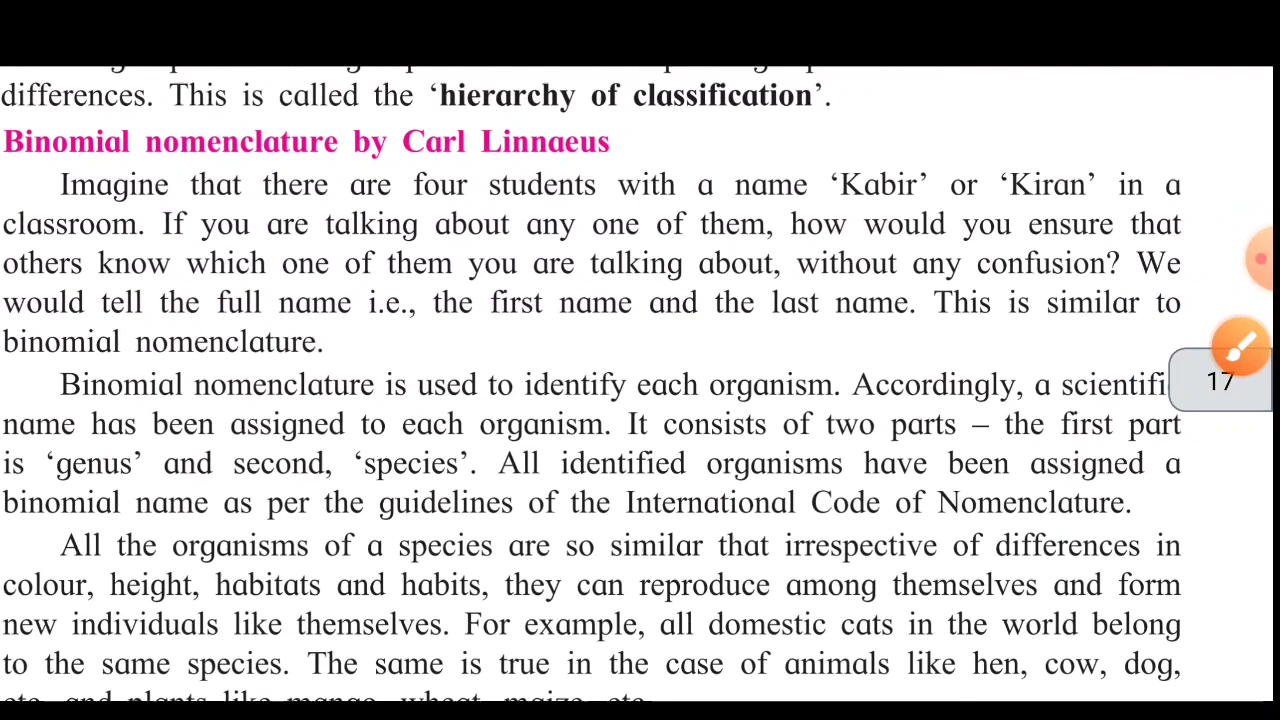 differences. This is called the ‘hierarchy of classification’.
Binomial nomenclature by Carl Linnaeus
Imagine that there are four students with a name ‘Kabir’ or ‘Kiran’ in a
classroom. If you are talking about any one of them, how would you ensure that
others know which one of them you are talking about, without any confusion? We
would tell the full name i.e., the first name and the last name. This is similar to
binomial nomenclature.
Binomial nomenclature is used to identify each organism. Accordingly, a scientifi
17
name has been assigned to each organism. It consists of two parts – the first part
is ‘genus’ and second, ‘species’. All identified organisms have been assigned a
binomial name as per the guidelines of the International Code of Nomenclature.
All the organisms of a species are so similar that irrespective of differences in
colour, height, habitats and habits, they can reproduce among themselves and form
new individuals like themselves. For example, all domestic cats in the world belong
to the same species. The same is true in the case of animals like hen, cow, dog,
etc. and plants like mango, wheat, maize, etc.